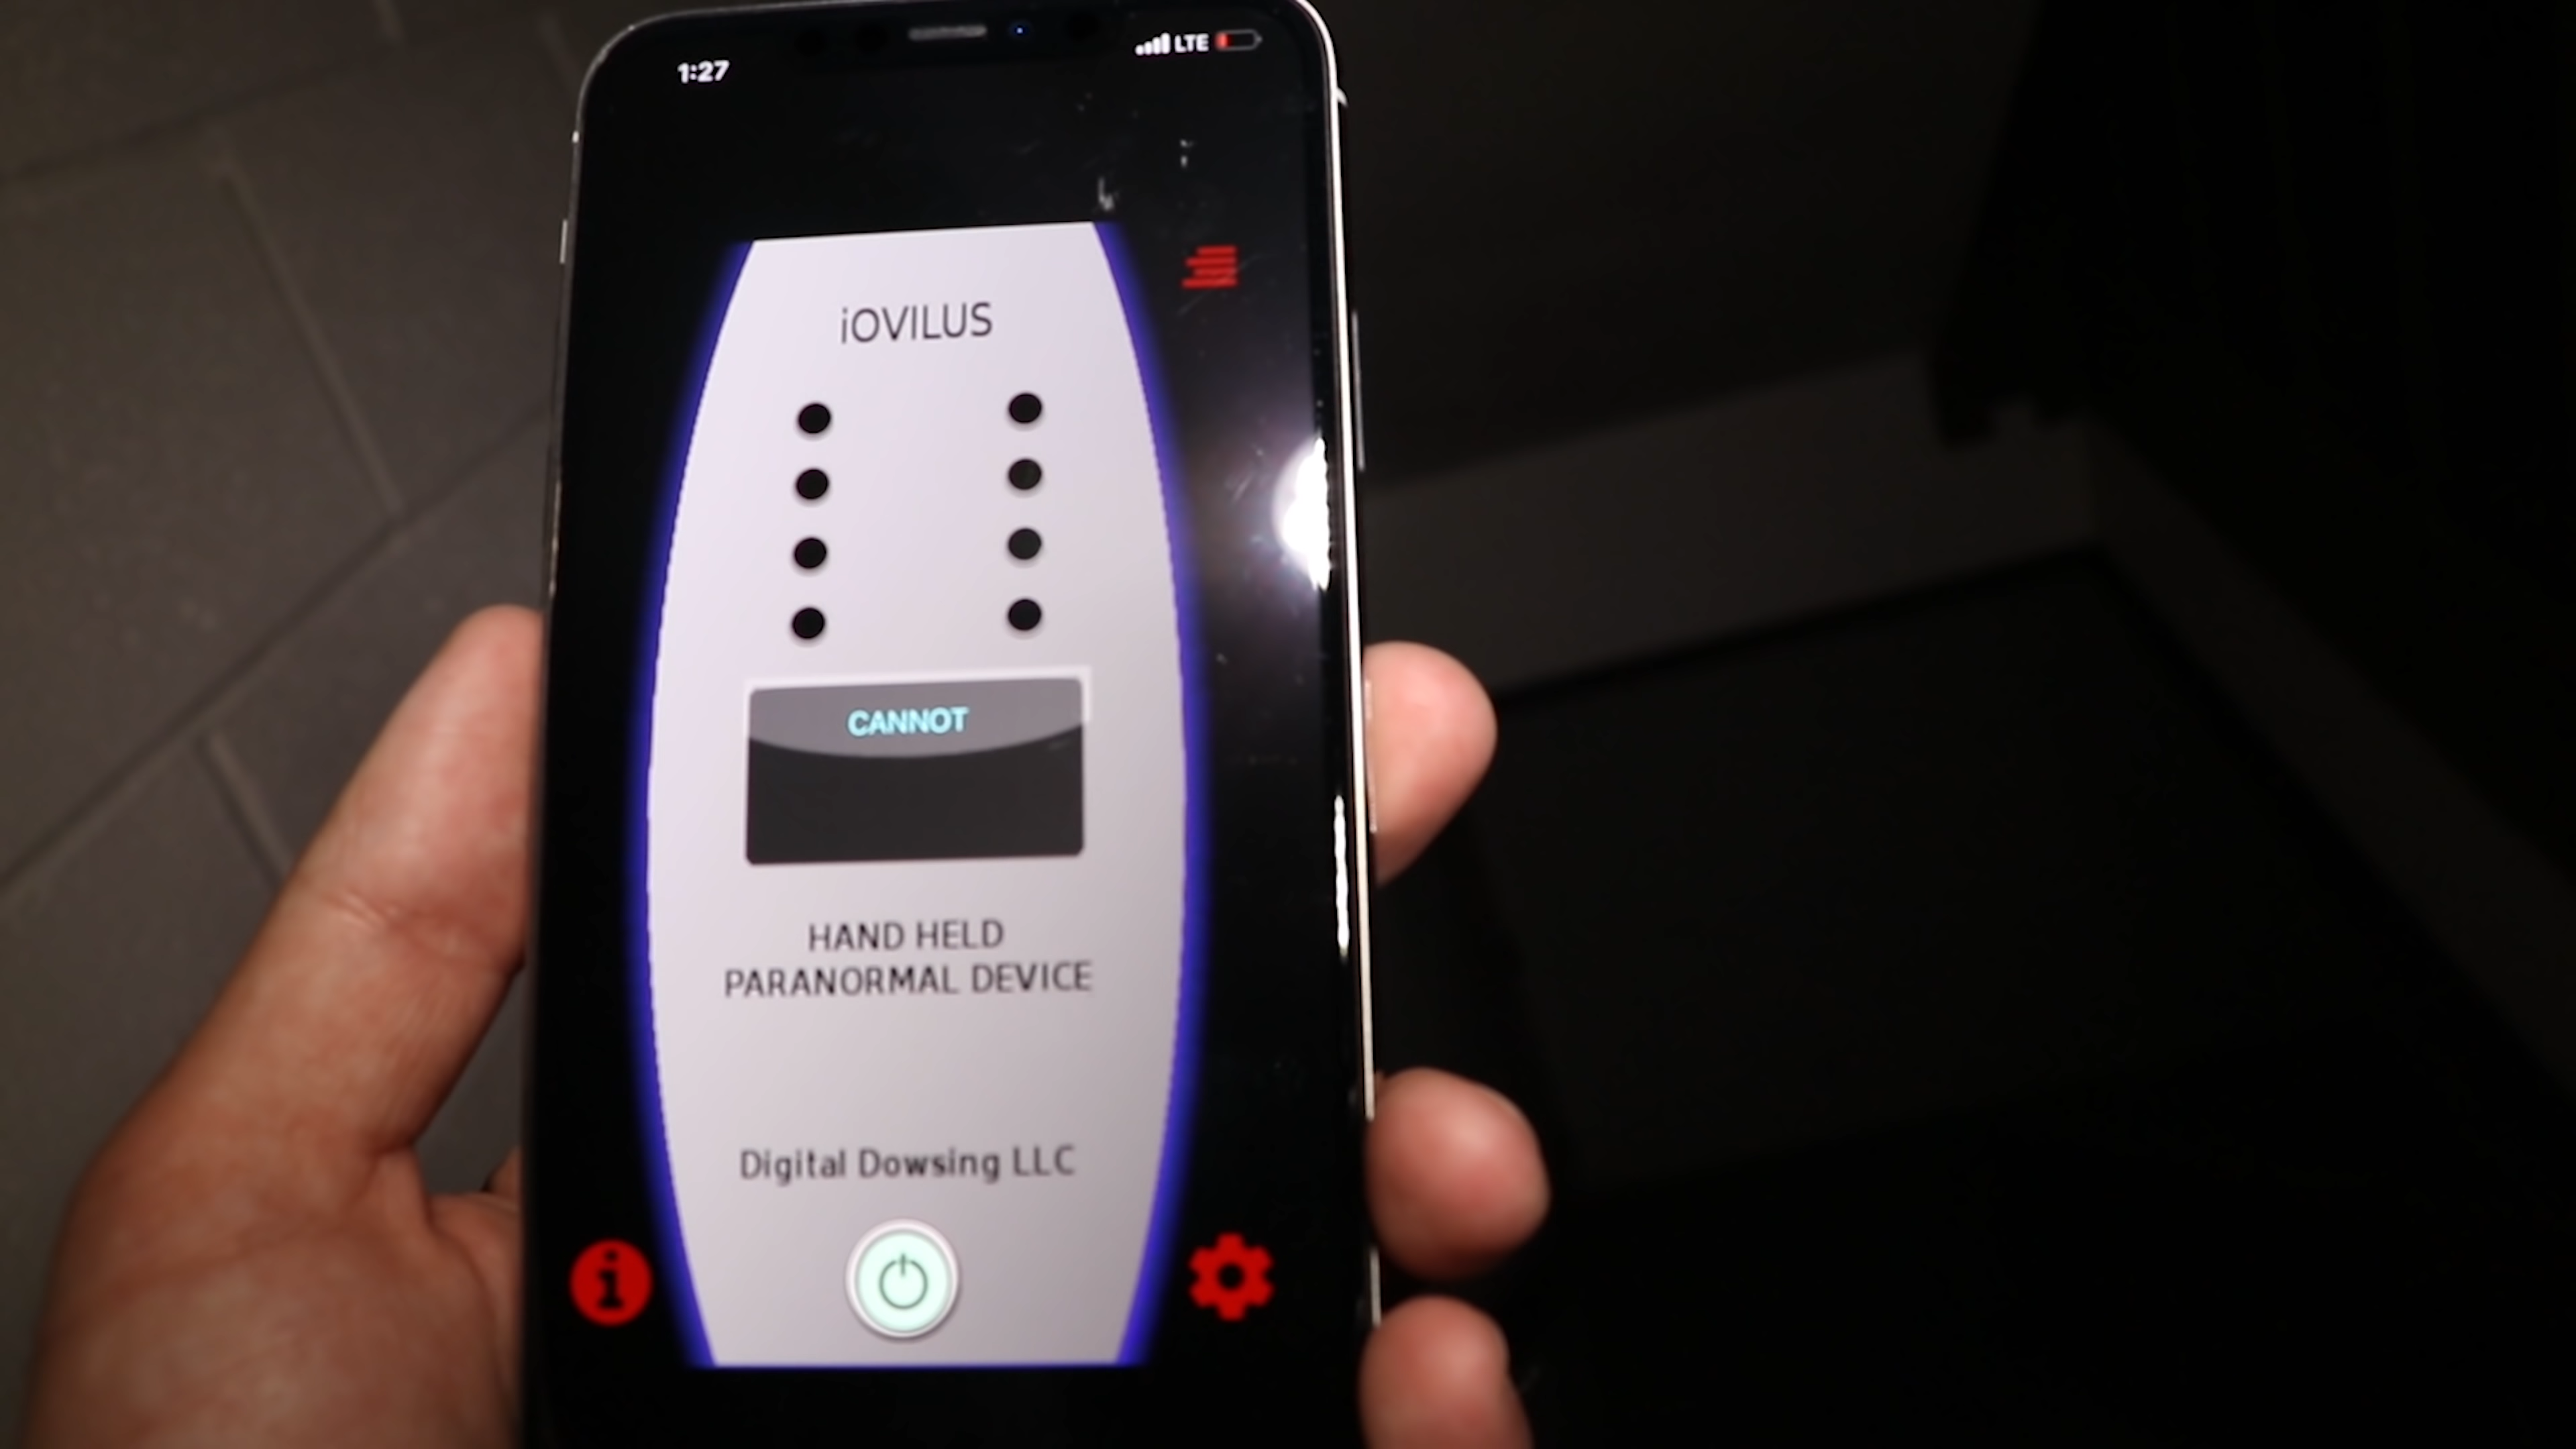 1:27
LTE
iOVILUS
CANNOT
HAND HELD
PARANORMAL DEVICE
Digital Dowsing LLC